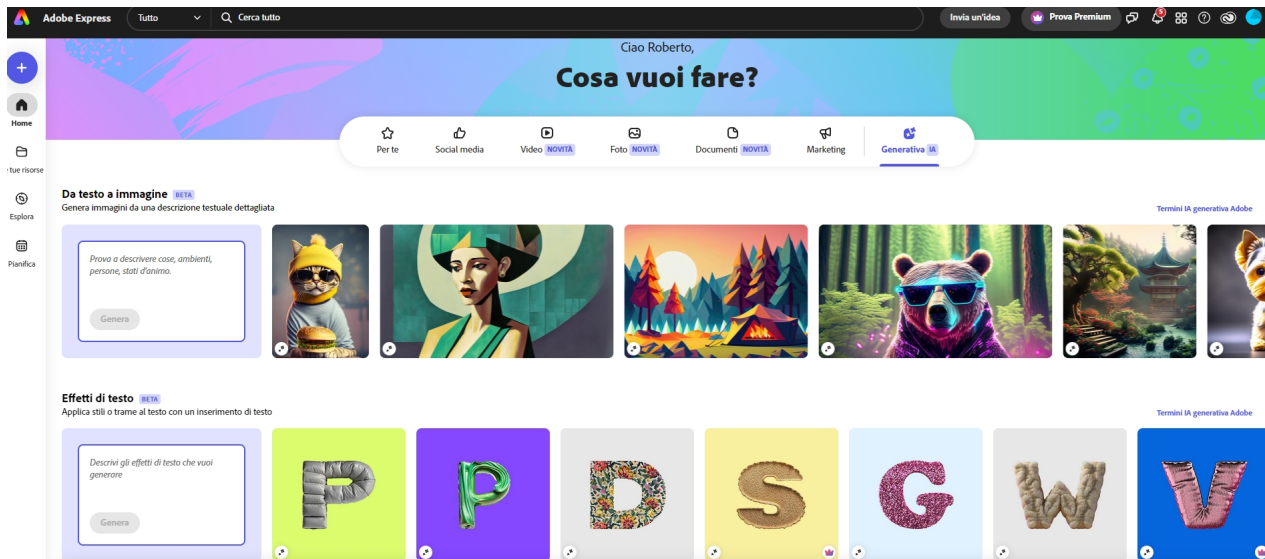 Adobe Express
Tutto
Cerca tutto
Invia un'idea
Prova Premium
5
Ciao Roberto,
Cosa vuoi fare?
Home
tue risorse
Esplora
Pianifica
Per te
Social media
Video NOVITÀ
Foto NOVITÀ
Documenti NOVITÀ
Marketing
Generativa IA
Da testo a immagine BETA
Genera immagini da una descrizione testuale dettagliata
Termini IA generativa Adobe
Prova a descrivere cose, ambienti,
persone, stati d'animo.
Genera
Effetti di testo BETA
Applica stili o trame al testo con un inserimento di testo
Termini IA generativa Adobe
Descrivi gli effetti di testo che vuoi
generare
Genera
P P D S G W V